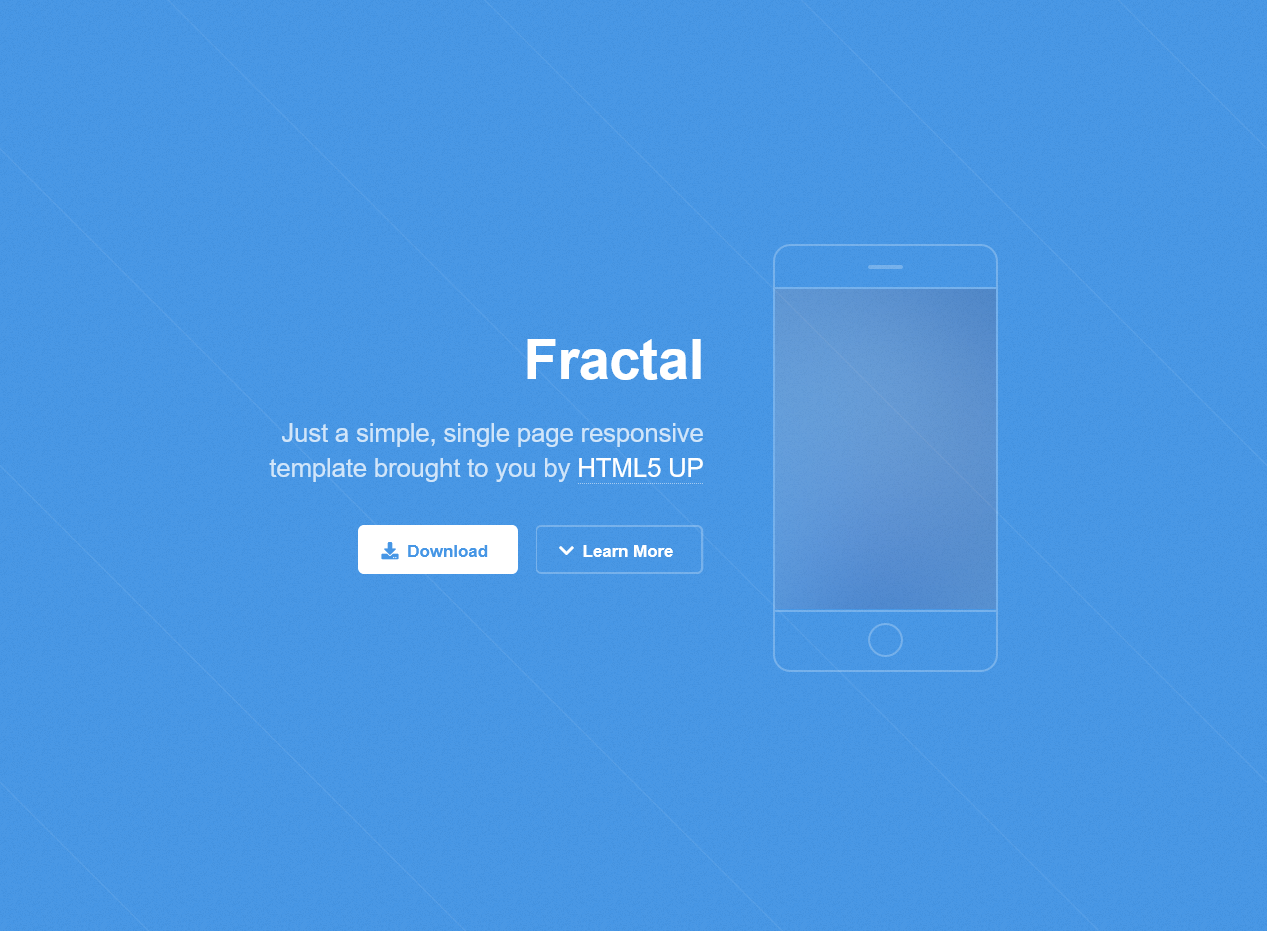 Fractal
Just a simple, single page responsive
template brought to you by HTML5 UP
Download
Learn More